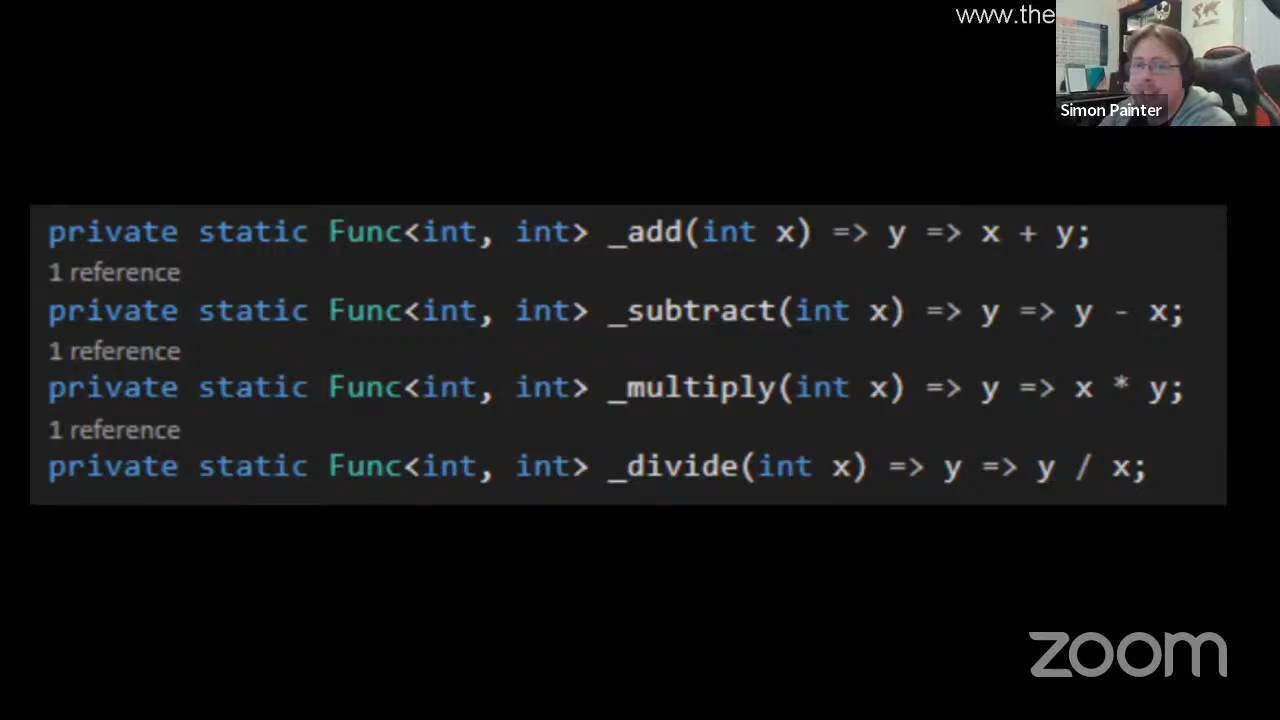 www.the
Simon Painter
private static Func<int, int> _add(int x) => y => x + y;
1 reference
private static Func<int, int> _subtract(int x) => y => y - x;
1 reference
private static Func<int, int> _multiply(int x) => y => x * y;
1 reference
private static Func<int, int> _divide(int x) => y => y / x;
zoom